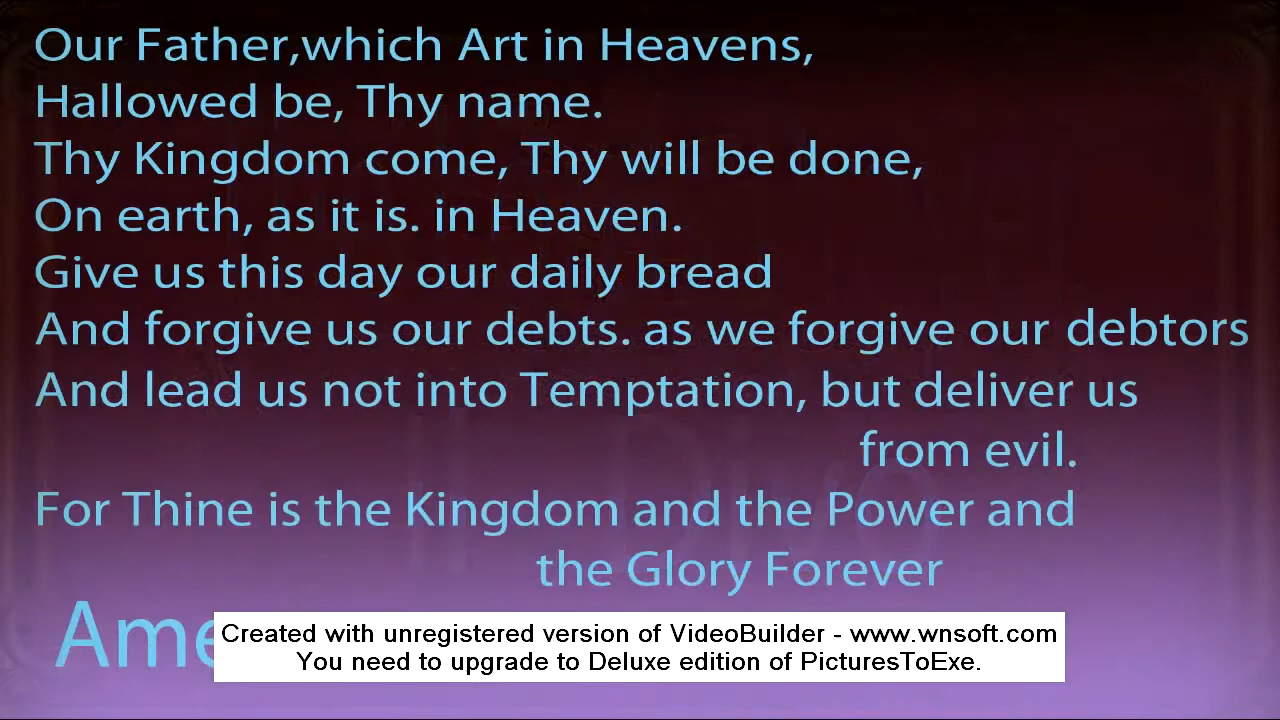 Our Father,which Art in Heavens,
Hallowed be, Thy name.
Thy Kingdom come, Thy will be done,
On earth, as it is. in Heaven.
Give us this day our daily bread
And forgive us our debts. as we forgive our debtors
And lead us not into Temptation, but deliver us
from evil.
For Thine is the Kingdom and the Power and
the Glory Forever
Ame
Created with unregistered version of VideoBuilder - www.wnsoft.com
You need to upgrade to Deluxe edition of PicturesToExe.